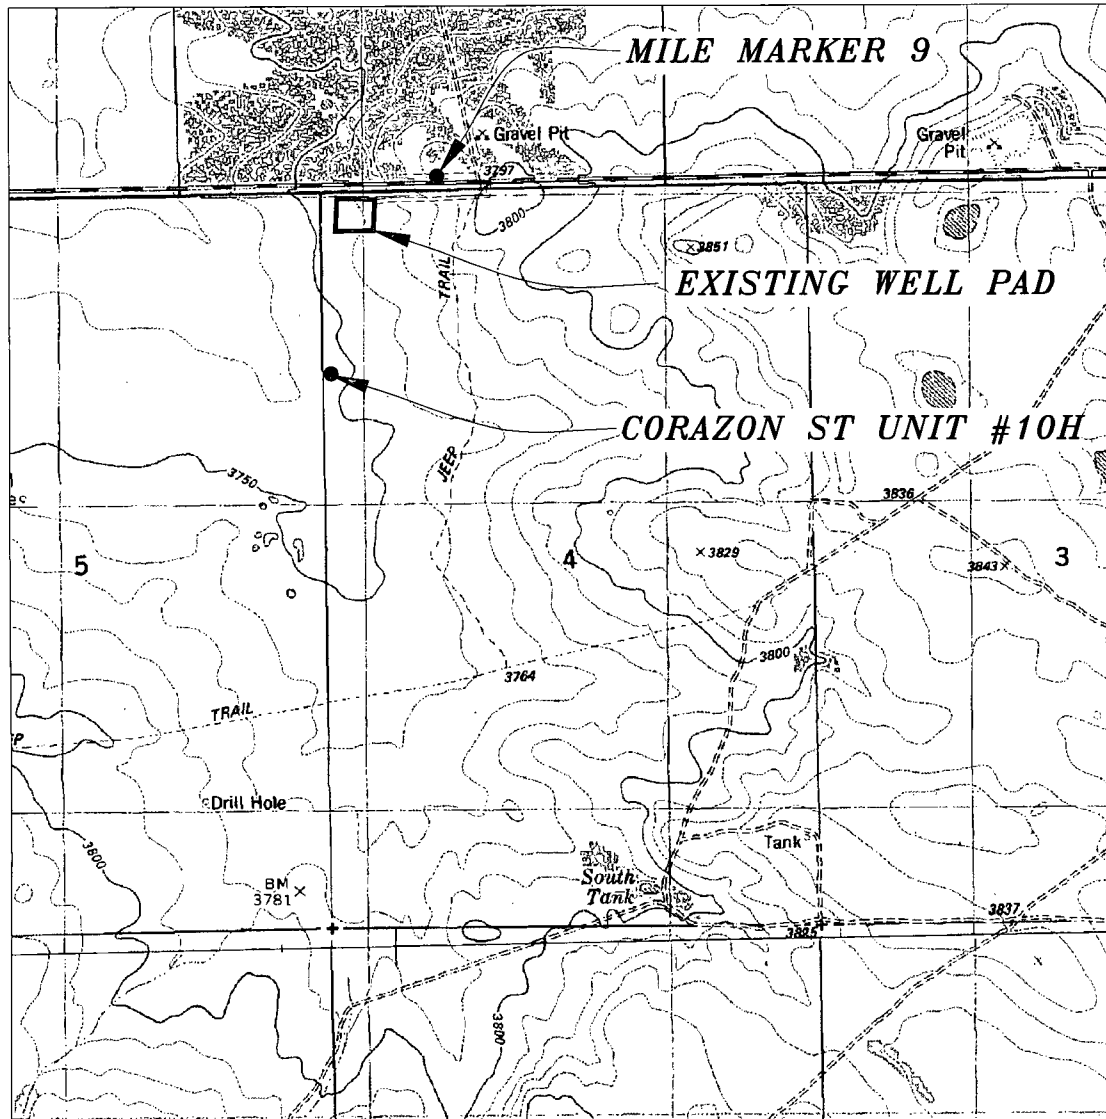 MILE MARKER 9
Gravel Pit
Gravel
Pit
3797
3800
3851
TRAIL
EXISTING WELL PAD
CORAZON ST UNIT #10H
JEEP
3750
3836
5
4
3829
3843
3
3800
3764
TRAIL
Drill Hole
3800
Tank
BM
3781
South
Tank
3837
3825
3800